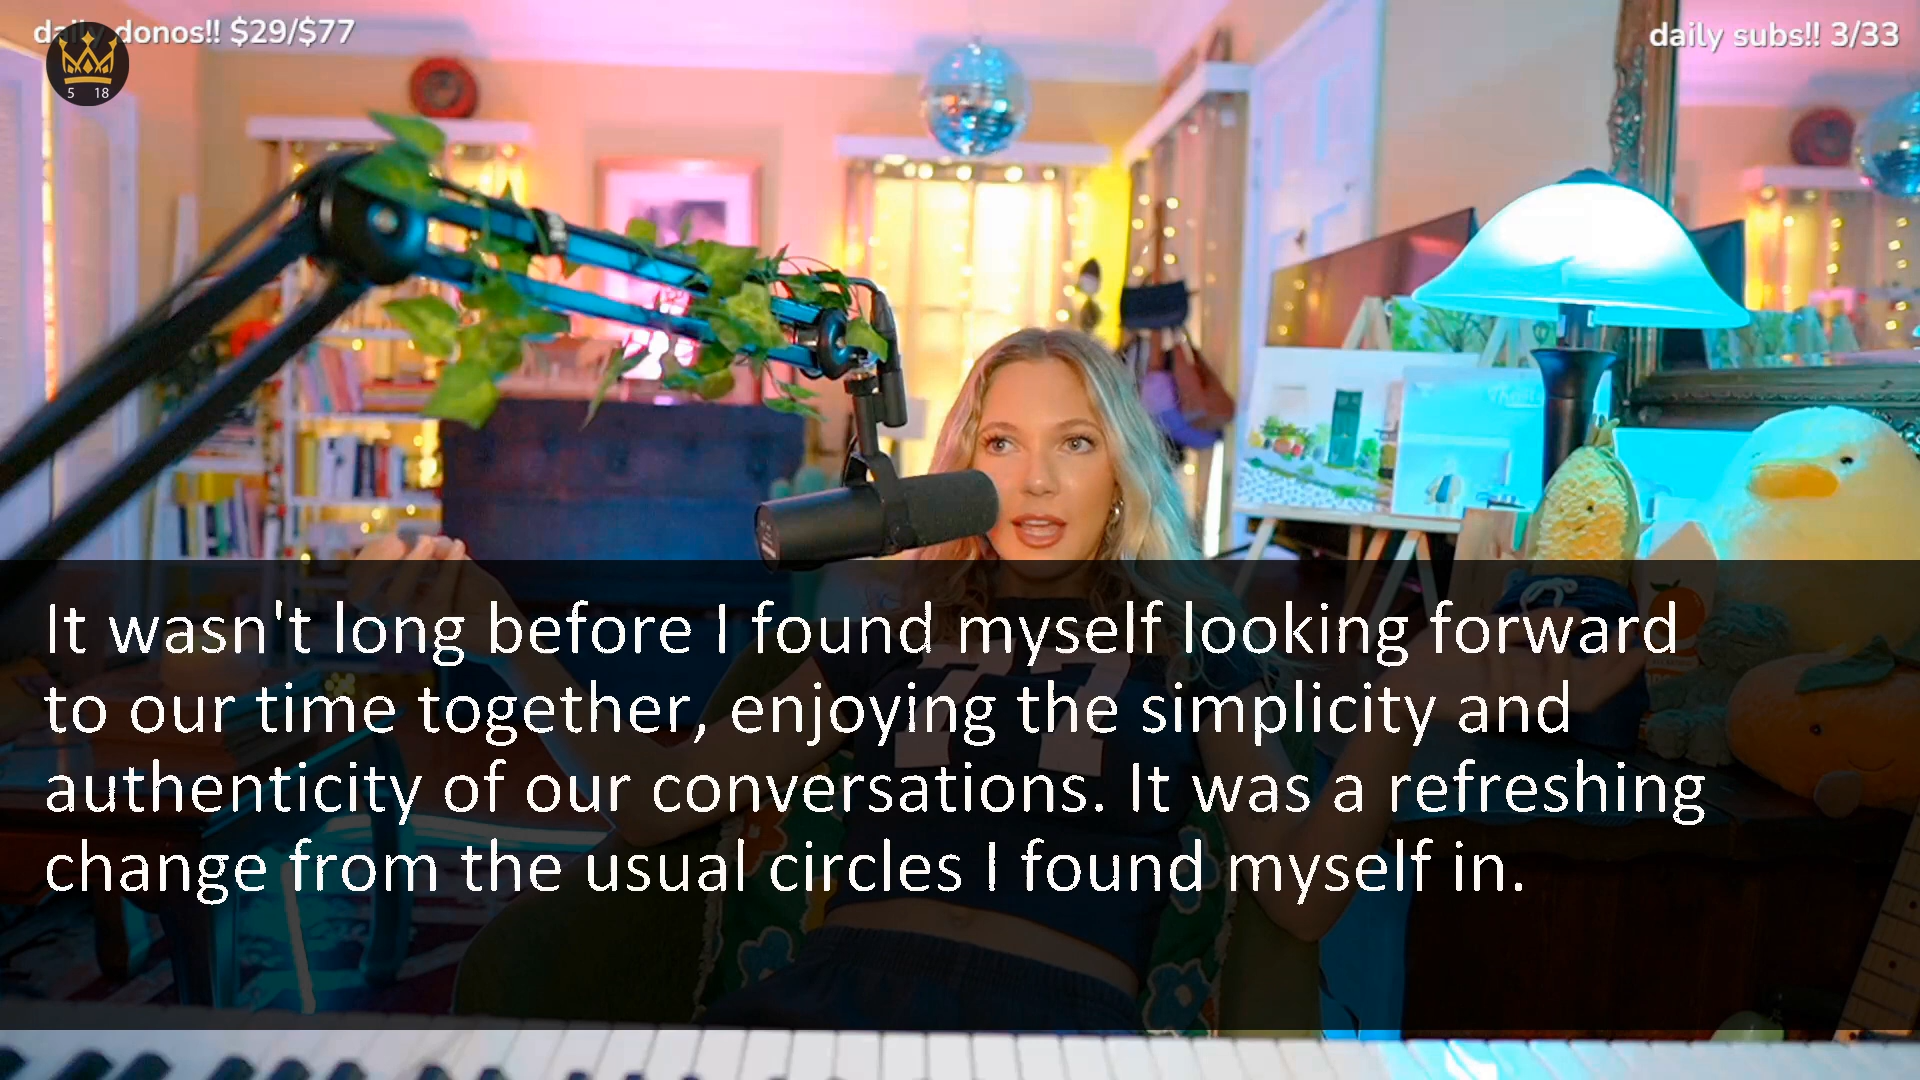 daily donos!! $29/$77
daily subs!! 3/33
5 18
77
It wasn't long before I found myself looking forward
to our time together, enjoying the simplicity and
authenticity of our conversations. It was a refreshing
change from the usual circles I found myself in.